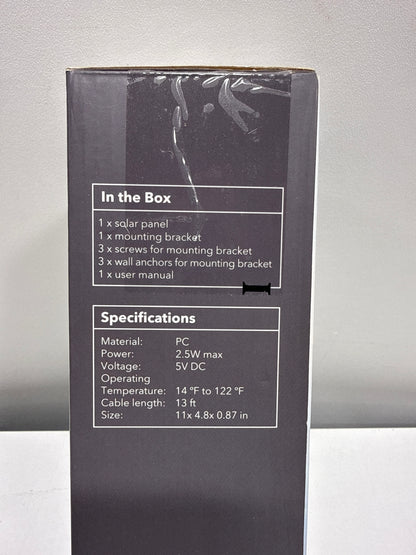 In the Box
1 x solar panel
1 x mounting bracket
3 x screws for mounting bracket
3 x wall anchors for mounting bracket
1 x user manual
Specifications
Material: PC
Power: 2.5W max
Voltage: 5V DC
Operating
Temperature: 14 ºF to 122 ºF
Cable length: 13 ft
Size: 11x 4.8x 0.87 in